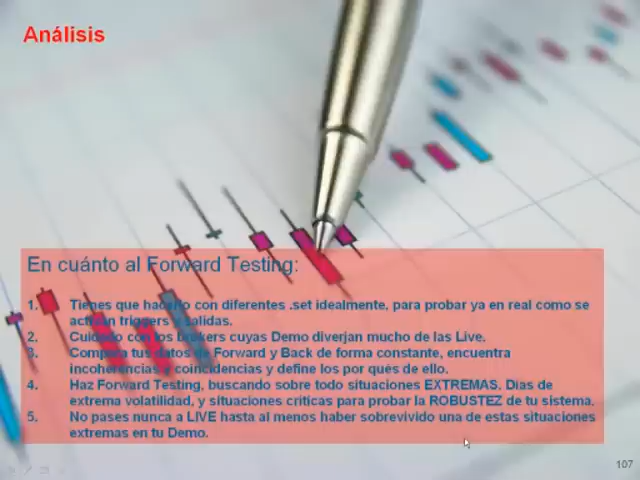 Análisis
En cuánto al Forward Testing:
1. Tienes que hacerlo con diferentes .set idealmente, para probar ya en real como se
activan triggers y salidas.
2. Cuidado con los brokers cuyas Demo diverjan mucho de las Live.
3. Compara tus datos de Forward y Back de forma constante, encuentra
incoherencias y coincidencias y define los por qués de ello.
4. Haz Forward Testing, buscando sobre todo situaciones EXTREMAS. Dias de
extrema volatilidad, y situaciones críticas para probar la ROBUSTEZ de tu sistema.
5. No pases nunca a LIVE hasta al menos haber sobrevivido una de estas situaciones
extremas en tu Demo.
107